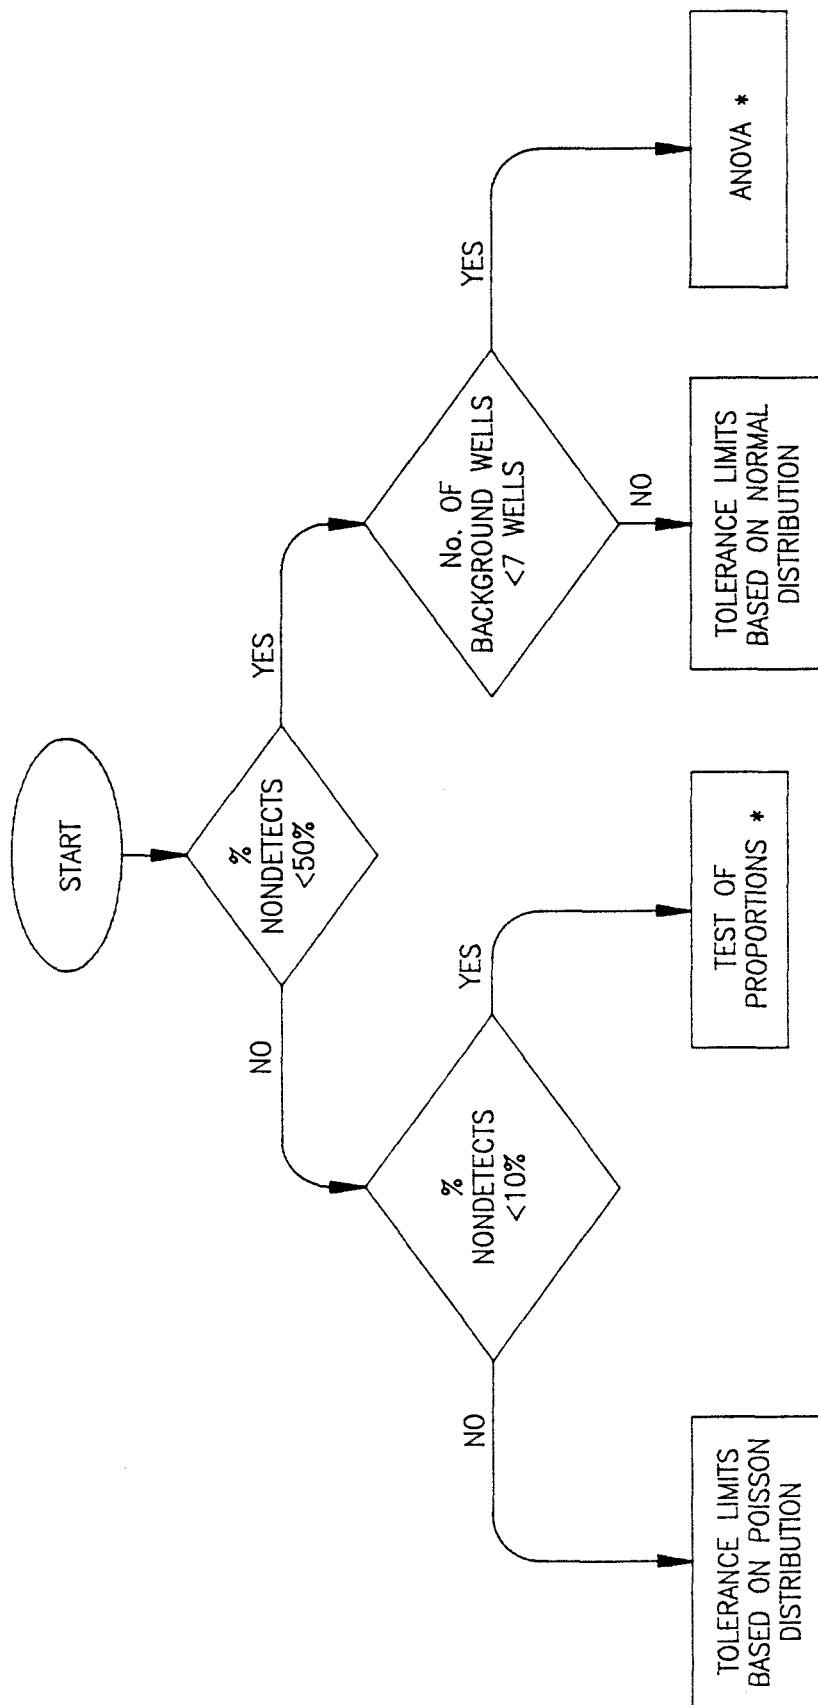 START
%
NONDETECTS
<50%
NO
YES
%
NONDETECTS
<10%
No. OF
BACKGROUND WELLS
<7 WELLS
NO
YES
NO
YES
TOLERANCE LIMITS
BASED ON POISSON
DISTRIBUTION
TEST OF
PROPORTIONS *
TOLERANCE LIMITS
BASED ON NORMAL
DISTRIBUTION
ANOVA *